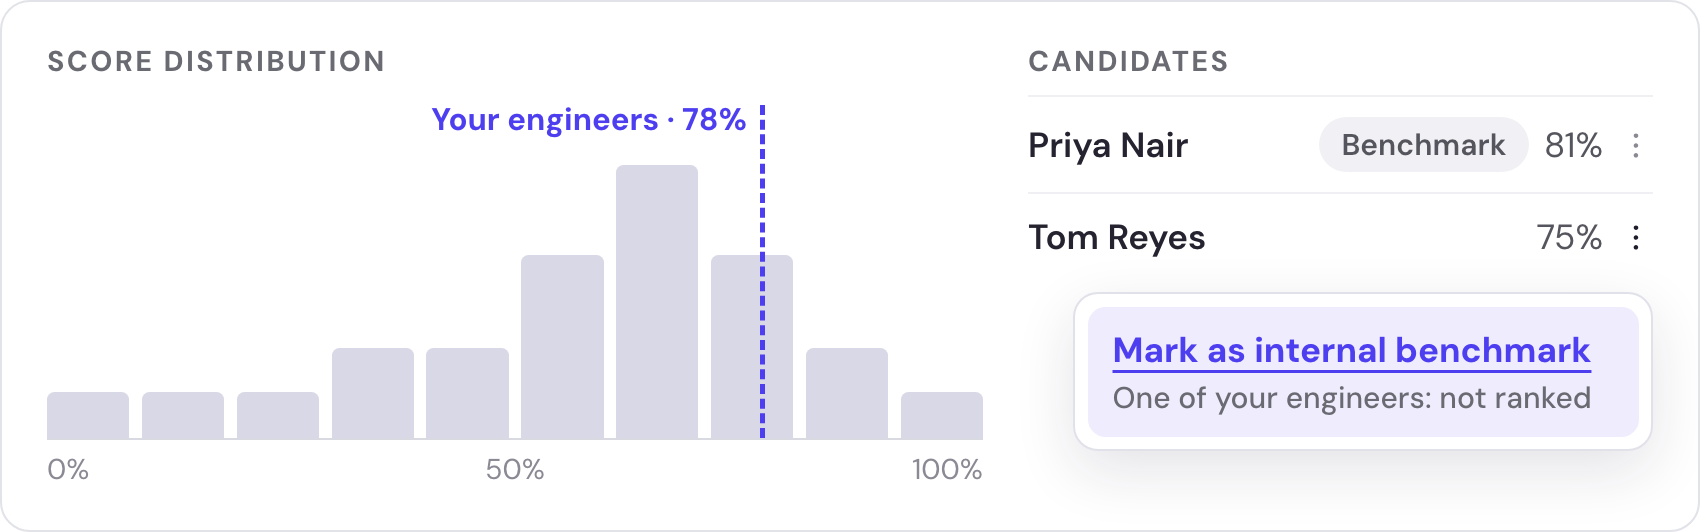 SCORE DISTRIBUTION
Your engineers · 78%
0%
50%
100%
CANDIDATES
Priya Nair
Benchmark
81%
Tom Reyes
75%
Mark as internal benchmark
One of your engineers: not ranked